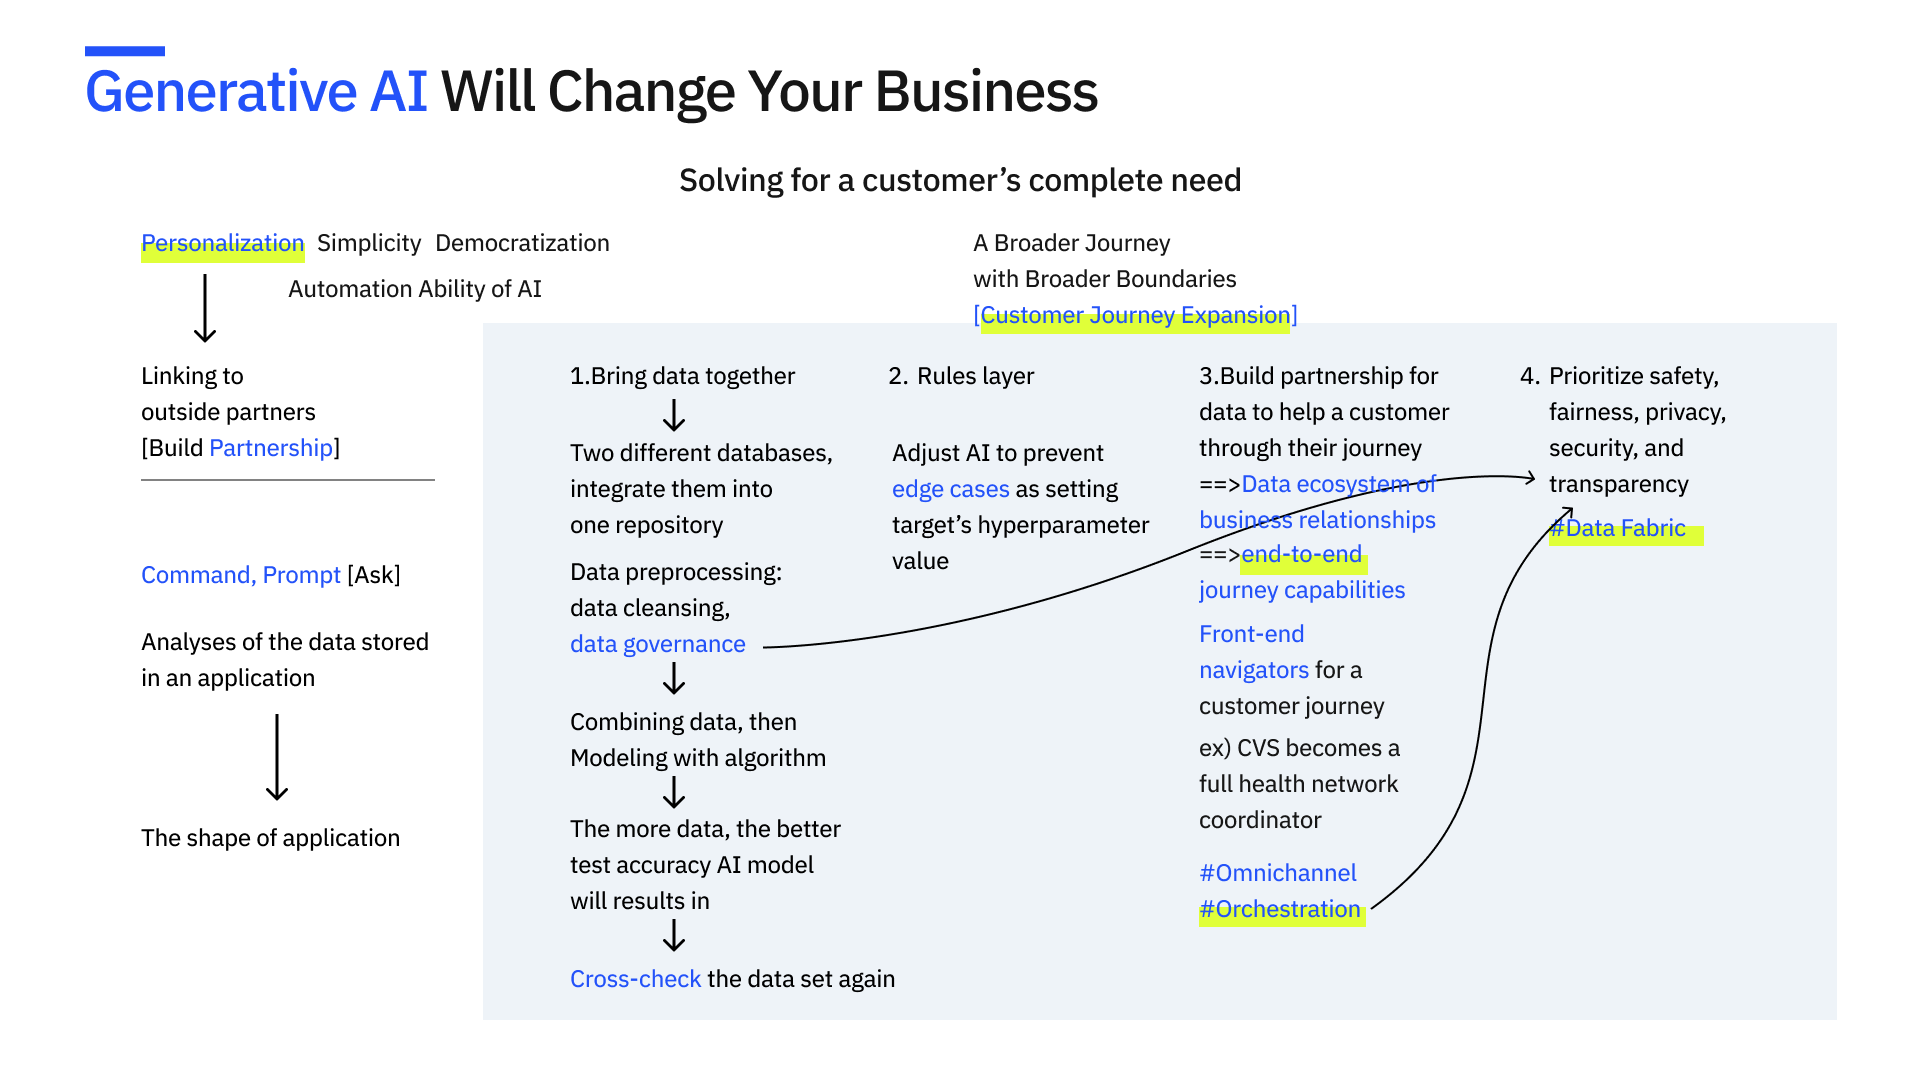 Generative AI Will Change Your Business
Solving for a customer’s complete need
Personalization Simplicity Democratization
Automation Ability of AI
Linking to
outside partners
[Build Partnership]
Command, Prompt [Ask]
Analyses of the data stored
in an application
The shape of application
A Broader Journey
with Broader Boundaries
[Customer Journey Expansion]
1.Bring data together
Two different databases,
integrate them into
one repository
Data preprocessing:
data cleansing,
data governance
Combining data, then
Modeling with algorithm
The more data, the better
test accuracy AI model
will results in
Cross-check the data set again
2. Rules layer
Adjust AI to prevent
edge cases as setting
target’s hyperparameter
value
3.Build partnership for
data to help a customer
through their journey
==>Data ecosystem of
business relationships
==>end-to-end
journey capabilities
Front-end
navigators for a
customer journey
ex) CVS becomes a
full health network
coordinator
#Omnichannel
#Orchestration
4. Prioritize safety,
fairness, privacy,
security, and
transparency
#Data Fabric